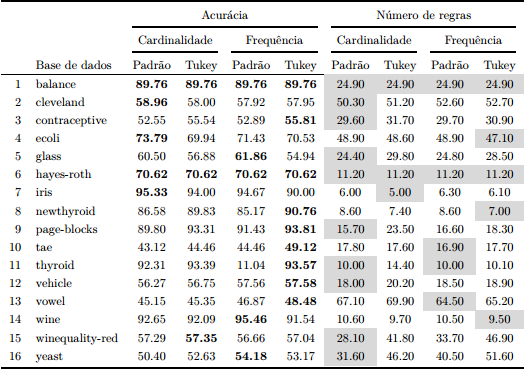 Acurácia Número de regras
Cardinalidade Frequência Cardinalidade Frequência
Base de dados Padrão Tukey Padrão Tukey Padrão Tukey Padrão Tukey
1 balance 89.76 89.76 89.76 89.76 24.90 24.90 24.90 24.90
2 cleveland 58.96 58.00 57.92 57.95 50.30 51.20 52.60 52.70
3 contraceptive 52.55 55.54 52.89 55.81 29.60 31.70 29.70 30.90
4 ecoli 73.79 69.94 71.43 70.53 48.90 48.60 48.90 47.10
5 glass 60.50 56.88 61.86 54.94 24.40 29.80 24.80 28.50
6 hayes-roth 70.62 70.62 70.62 70.62 11.20 11.20 11.20 11.20
7 iris 95.33 94.00 94.67 90.00 6.00 5.00 6.30 6.10
8 newthyroid 86.58 89.83 85.17 90.76 8.60 7.40 8.60 7.00
9 page-blocks 89.80 93.31 91.43 93.81 15.70 23.50 16.60 18.30
10 tae 43.12 44.46 44.46 49.12 17.80 17.60 16.90 17.70
11 thyroid 92.31 93.39 11.04 93.57 10.00 14.40 10.00 10.10
12 vehicle 56.27 56.75 57.56 57.58 18.00 20.20 18.50 18.90
13 vowel 45.15 45.35 46.87 48.48 67.10 69.90 64.50 65.20
14 wine 92.65 92.09 95.46 91.54 10.60 9.70 10.50 9.50
15 winequality-red 57.29 57.35 56.66 57.04 28.10 41.80 33.70 46.90
16 yeast 50.40 52.63 54.18 53.17 31.60 46.20 40.50 51.60